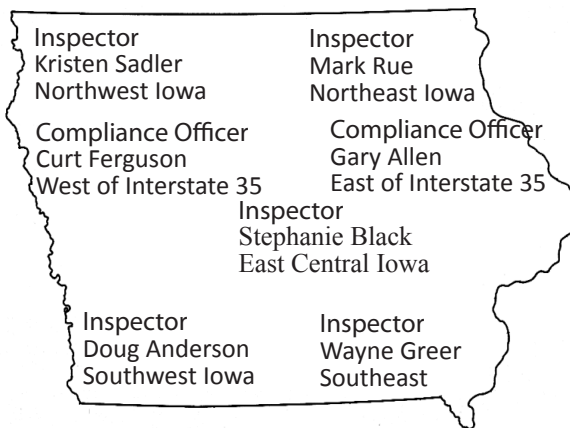 Inspector
Kristen Sadler
Northwest Iowa
Inspector
Mark Rue
Northeast Iowa
Compliance Officer
Curt Ferguson
West of Interstate 35
Compliance Officer
Gary Allen
East of Interstate 35
Inspector
Stephanie Black
East Central Iowa
Inspector
Doug Anderson
Southwest Iowa
Inspector
Wayne Greer
Southeast